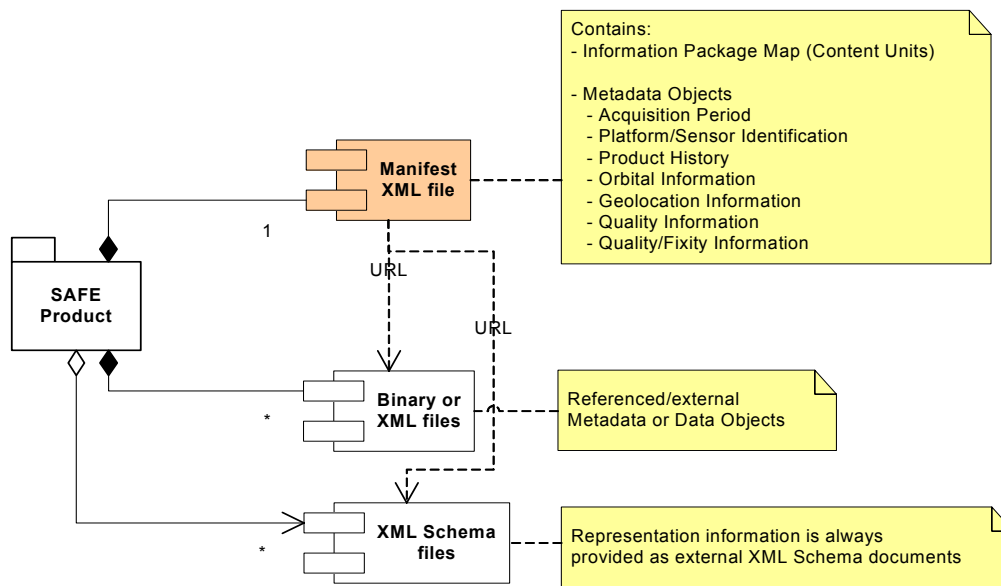 Contains:
- Information Package Map (Content Units)
- Metadata Objects
- Acquisition Period
- Platform/Sensor Identification
- Product History
- Orbital Information
- Geolocation Information
- Quality Information
- Quality/Fixity Information
Manifest
XML file
1
URL
SAFE
Product
URL
Binary or
XML files
*
Referenced/external
Metadata or Data Objects
XML Schema
files
*
Representation information is always
provided as external XML Schema documents